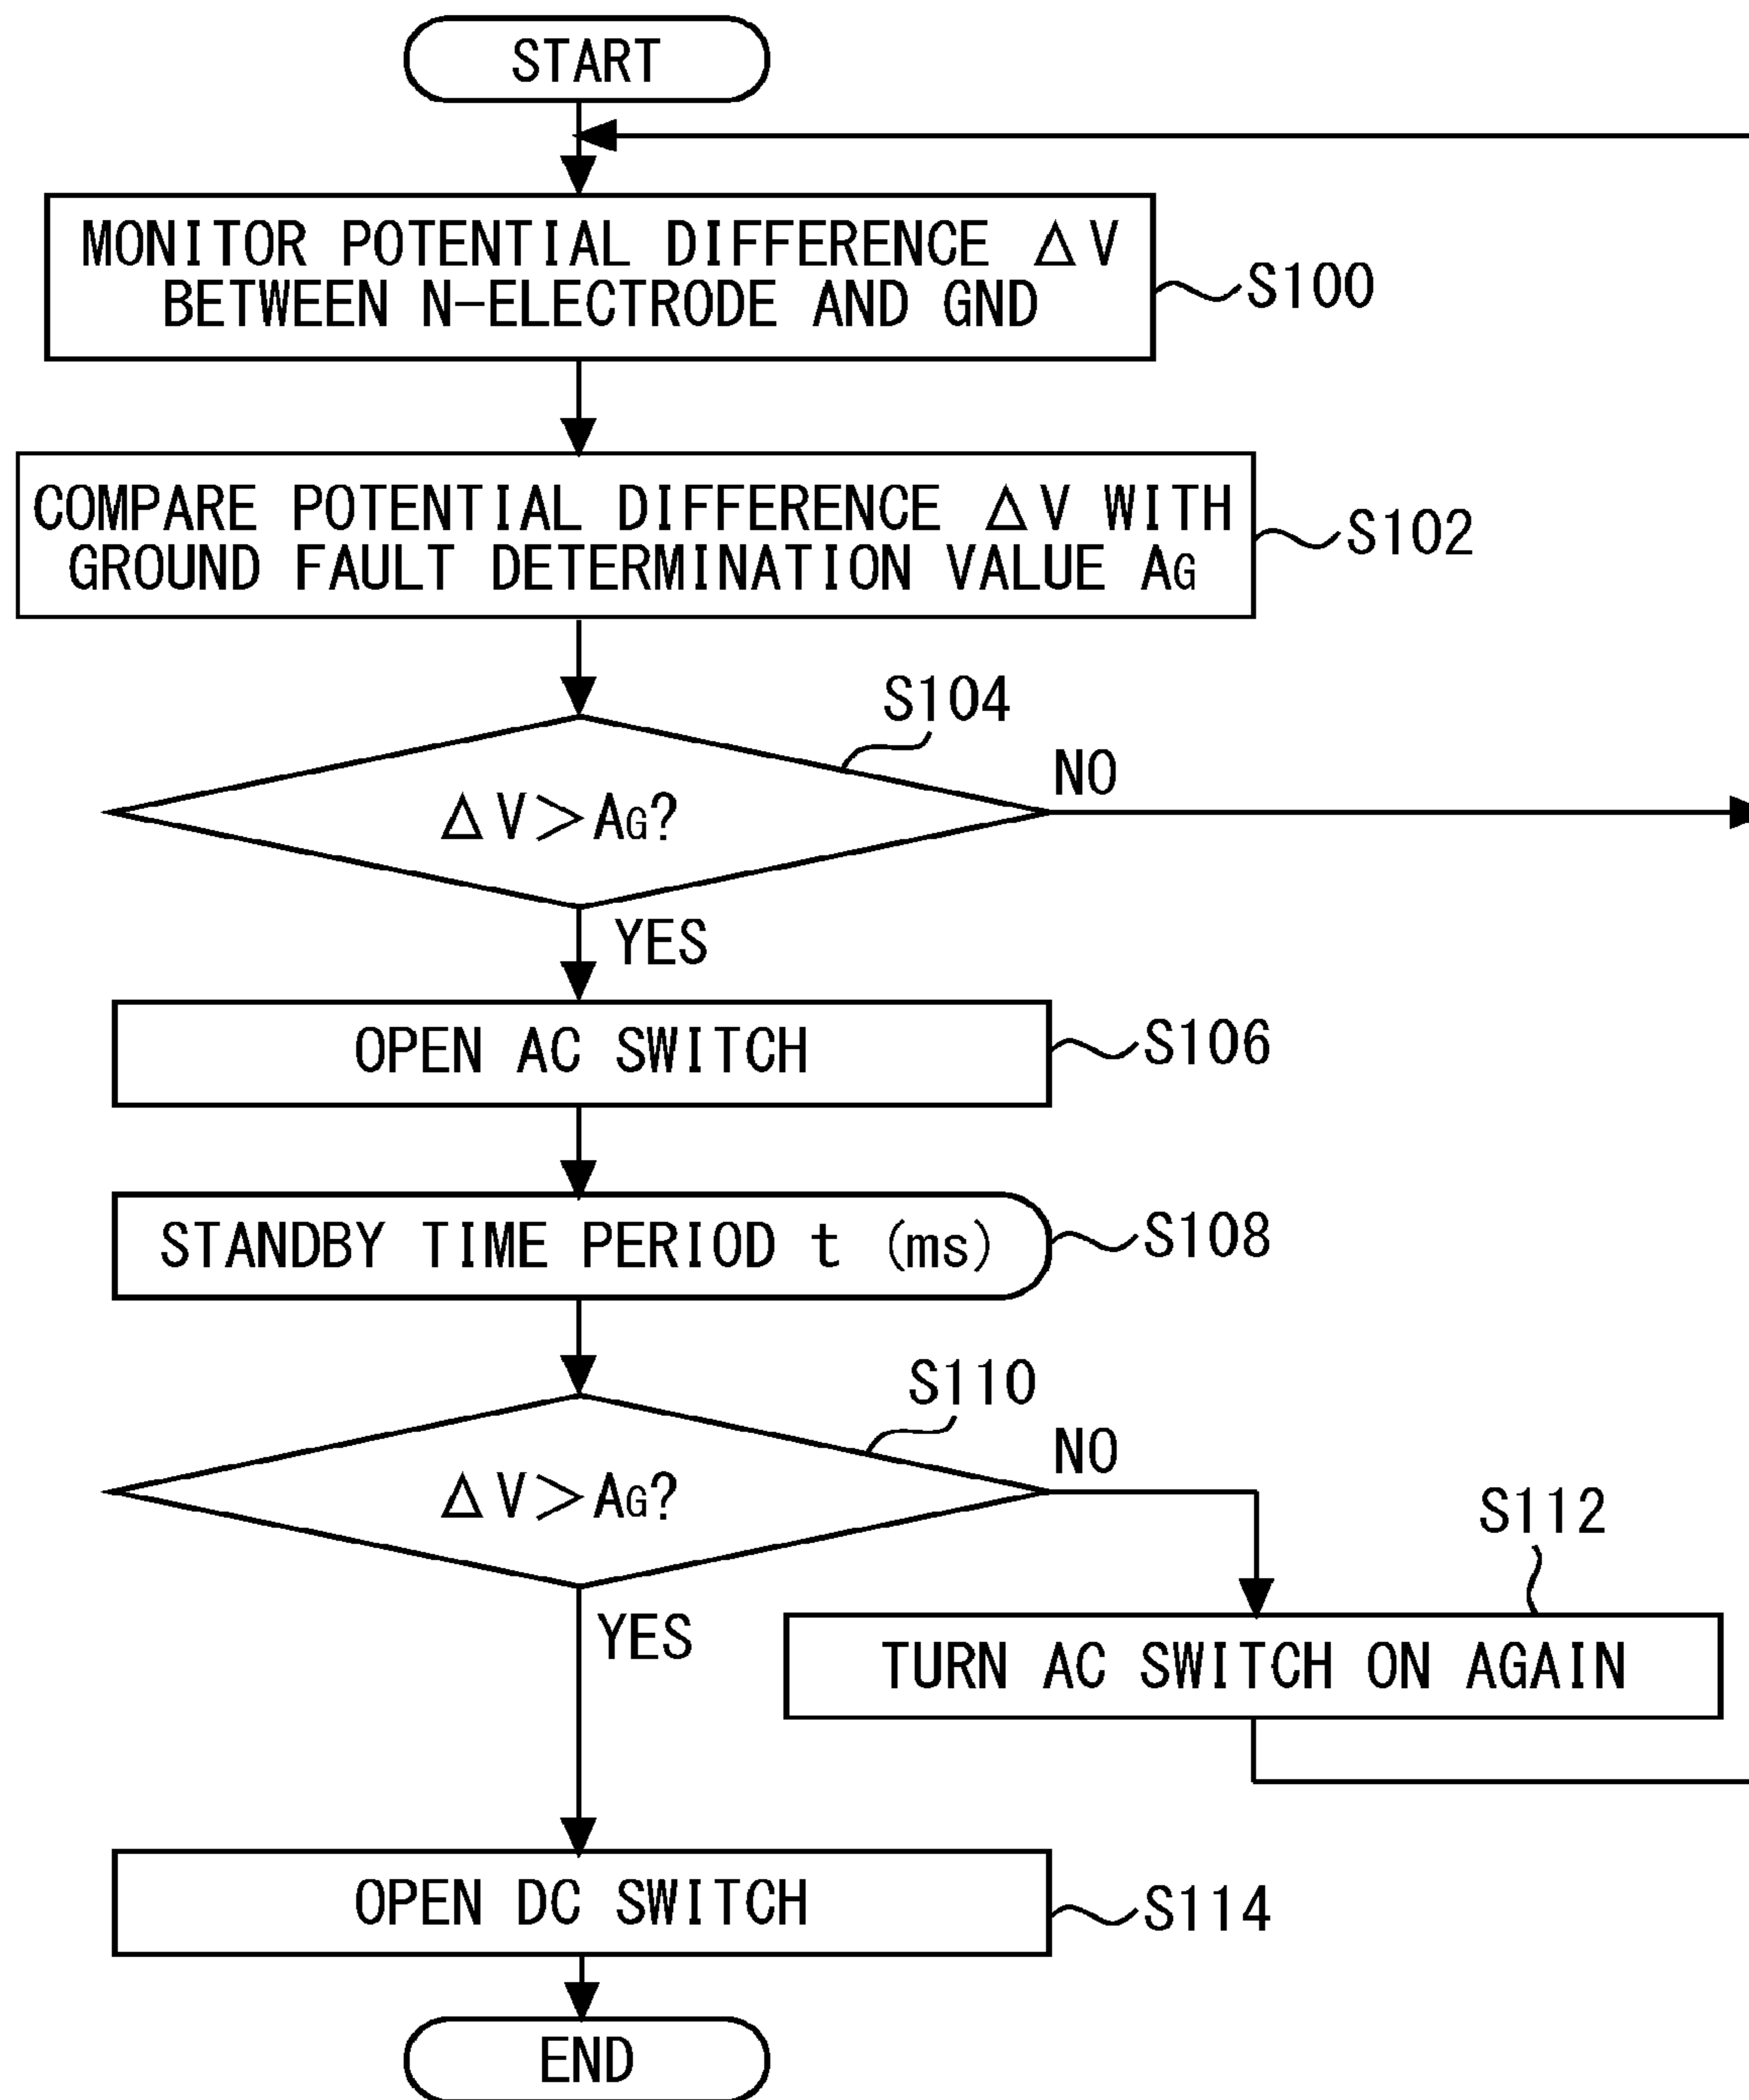 START
MONITOR POTENTIAL DIFFERENCE ΔV
BETWEEN N-ELECTRODE AND GND
S100
COMPARE POTENTIAL DIFFERENCE ΔV WITH
GROUND FAULT DETERMINATION VALUE AG
S102
S104
ΔV>AG?
NO
YES
OPEN AC SWITCH
S106
STANDBY TIME PERIOD t (ms)
S108
S110
ΔV>AG?
NO
S112
YES
TURN AC SWITCH ON AGAIN
OPEN DC SWITCH
S114
END